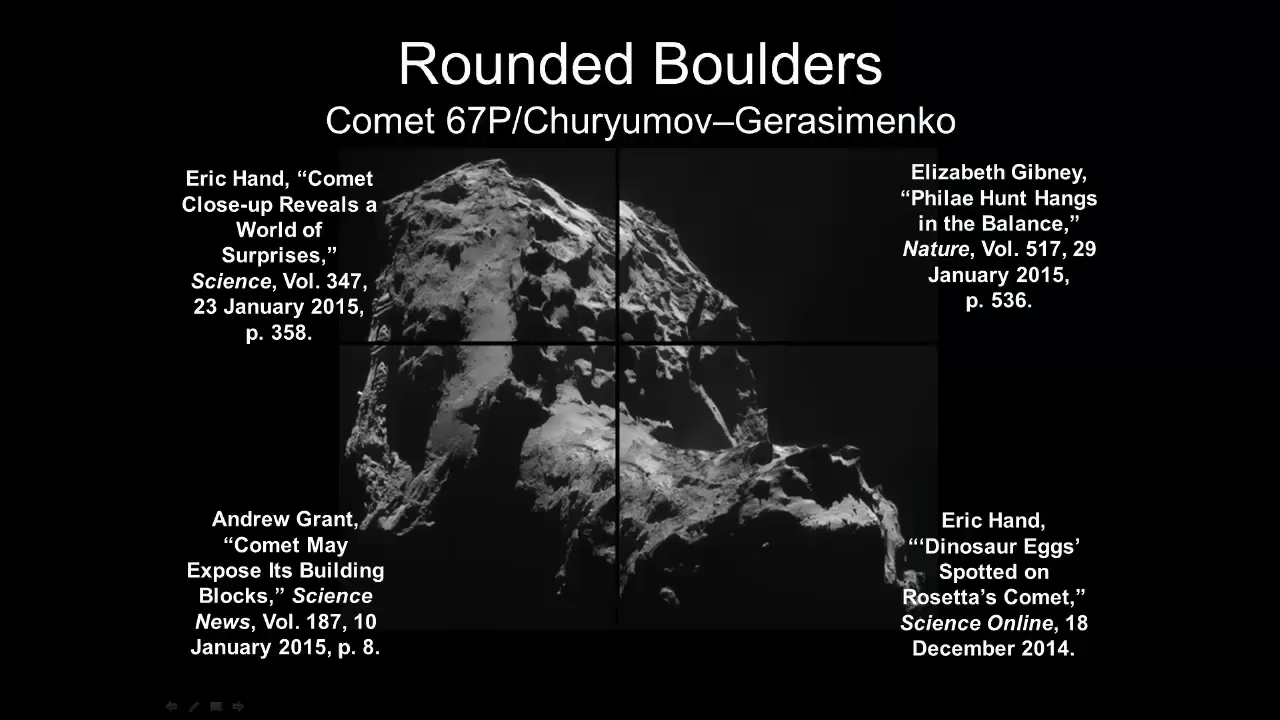 Rounded Boulders
Comet 67P/Churyumov–Gerasimenko
Eric Hand, “Comet
Close-up Reveals a
World of
Surprises,”
Science, Vol. 347,
23 January 2015,
p. 358.
Elizabeth Gibney,
“Philae Hunt Hangs
in the Balance,”
Nature, Vol. 517, 29
January 2015,
p. 536.
Andrew Grant,
“Comet May
Expose Its Building
Blocks,” Science
News, Vol. 187, 10
January 2015, p. 8.
Eric Hand,
“‘Dinosaur Eggs’
Spotted on
Rosetta’s Comet,”
Science Online, 18
December 2014.